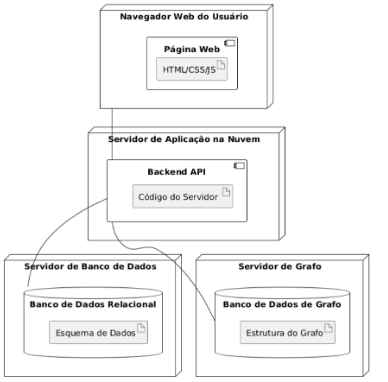 Navegador Web do Usuário
Página Web
HTML/CSS/JS
Servidor de Aplicação na Nuvem
Backend API
Código do Servidor
Servidor de Banco de Dados
Banco de Dados Relacional
Esquema de Dados
Servidor de Grafo
Banco de Dados de Grafo
Estrutura do Grafo